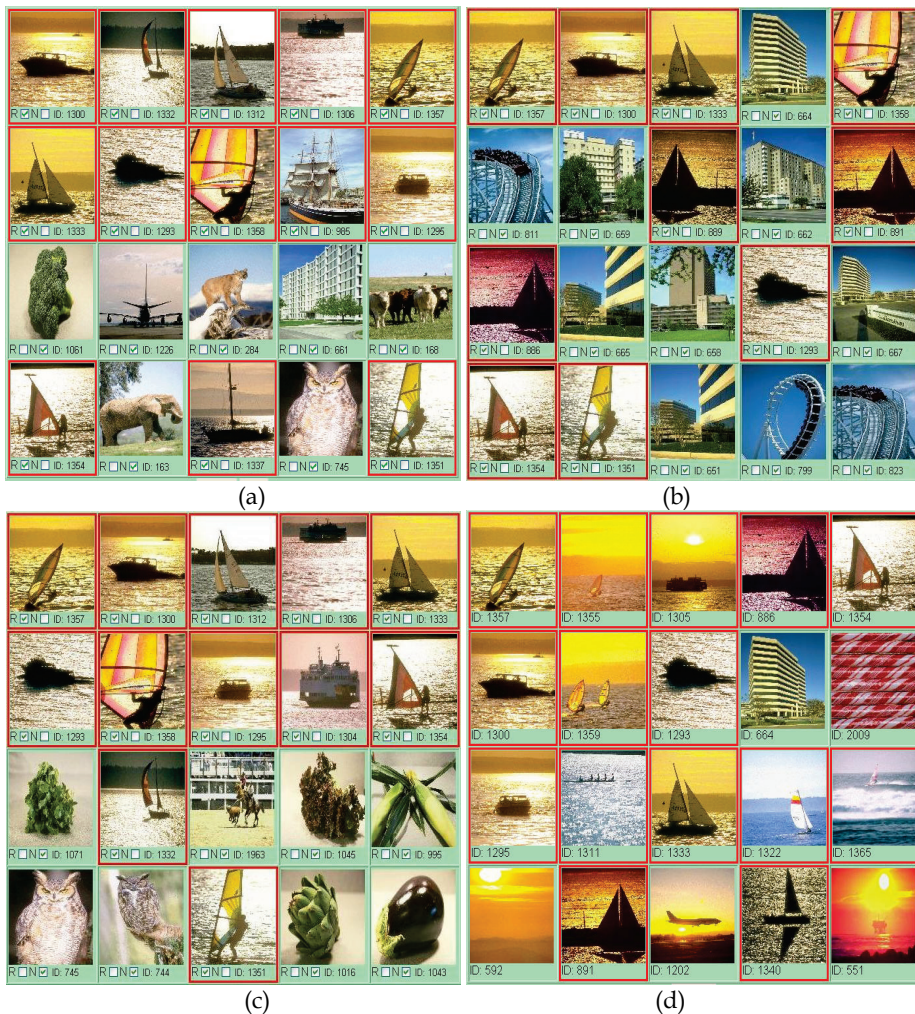 R N ID: 1300 R N ID: 1332 R N ID: 1312 R N ID: 1306 R N ID: 1357
R N ID: 1333 R N ID: 1293 R N ID: 1358 R N ID: 985 R N ID: 1295
R N ID: 1061 R N ID: 1226 R N ID: 284 R N ID: 661 R N ID: 168
R N ID: 1354 R N ID: 163 R N ID: 1337 R N ID: 745 R N ID: 1351
(a)
R N ID: 1357 R N ID: 1300 R N ID: 1333 R N ID: 664 R N ID: 1358
R N ID: 811 R N ID: 659 R N ID: 889 R N ID: 662 R N ID: 891
R N ID: 886 R N ID: 665 R N ID: 658 R N ID: 1293 R N ID: 667
R N ID: 1354 R N ID: 1351 R N ID: 651 R N ID: 799 R N ID: 823
(b)
R N ID: 1357 R N ID: 1300 R N ID: 1312 R N ID: 1306 R N ID: 1333
R N ID: 1293 R N ID: 1358 R N ID: 1295 R N ID: 1304 R N ID: 1354
R N ID: 1071 R N ID: 1332 R N ID: 1963 R N ID: 1045 R N ID: 995
R N ID: 745 R N ID: 744 R N ID: 1351 R N ID: 1016 R N ID: 1043
(c)
ID: 1357 ID: 1355 ID: 1305 ID: 886 ID: 1354
ID: 1300 ID: 1359 ID: 1293 ID: 664 ID: 2009
ID: 1295 ID: 1311 ID: 1333 ID: 1322 ID: 1365
ID: 592 ID: 891 ID: 1202 ID: 1340 ID: 551
(d)